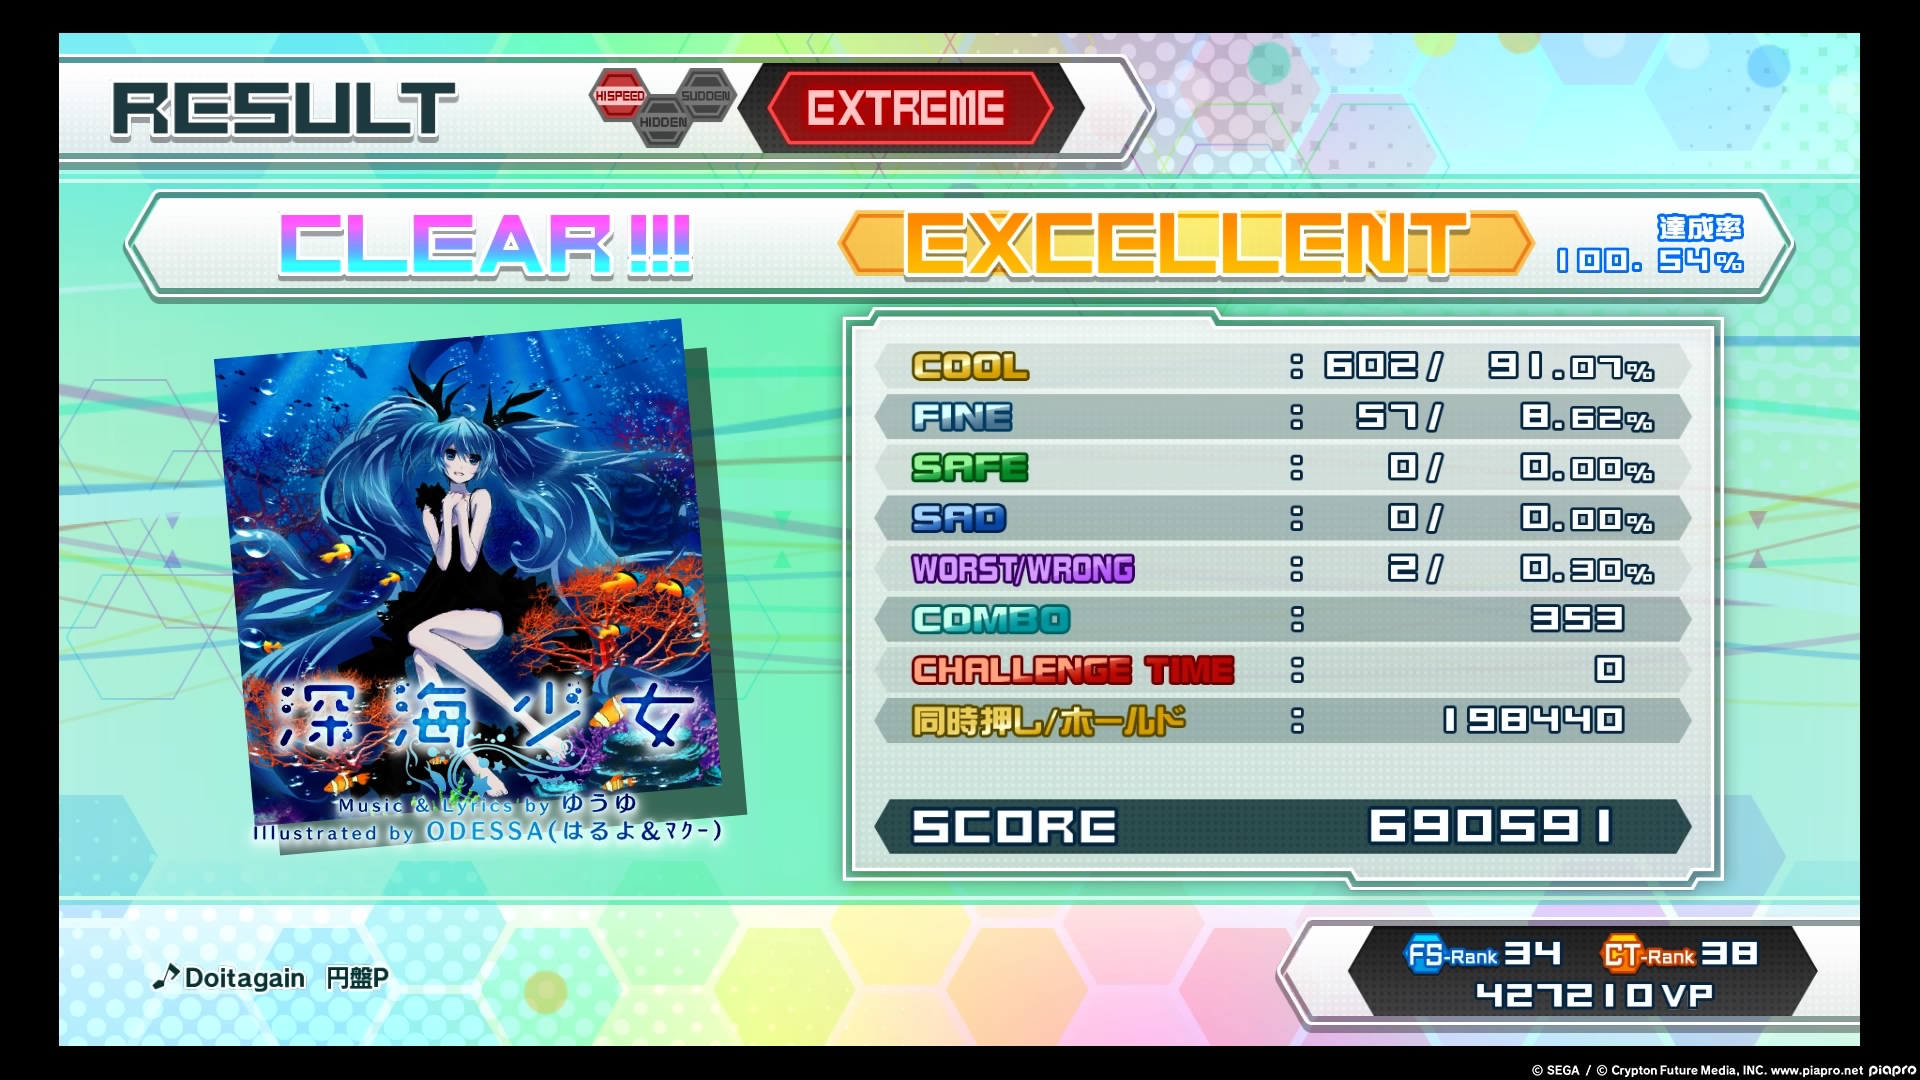 RESULT
HISPEED
SUDDEN
HIDDEN
EXTREME
CLEAR!!!
EXCELLENT
達成率
100.54%
COOL : 602/ 91.07%
FINE : 57/ 8.62%
SAFE : 0/ 0.00%
SAD : 0/ 0.00%
WORST/WRONG : 2/ 0.30%
COMBO : 353
CHALLENGE TIME : 0
同時押し/ホールド : 198440
SCORE 690591
深海少女
Music & Lyrics by ゆうゆ
Illustrated by ODESSA(はるよ&マクー)
♪Doitagain 円盤P
FS-Rank 34 CT-Rank 38
427210VP
© SEGA / © Crypton Future Media, INC. www.piapro.net piapro